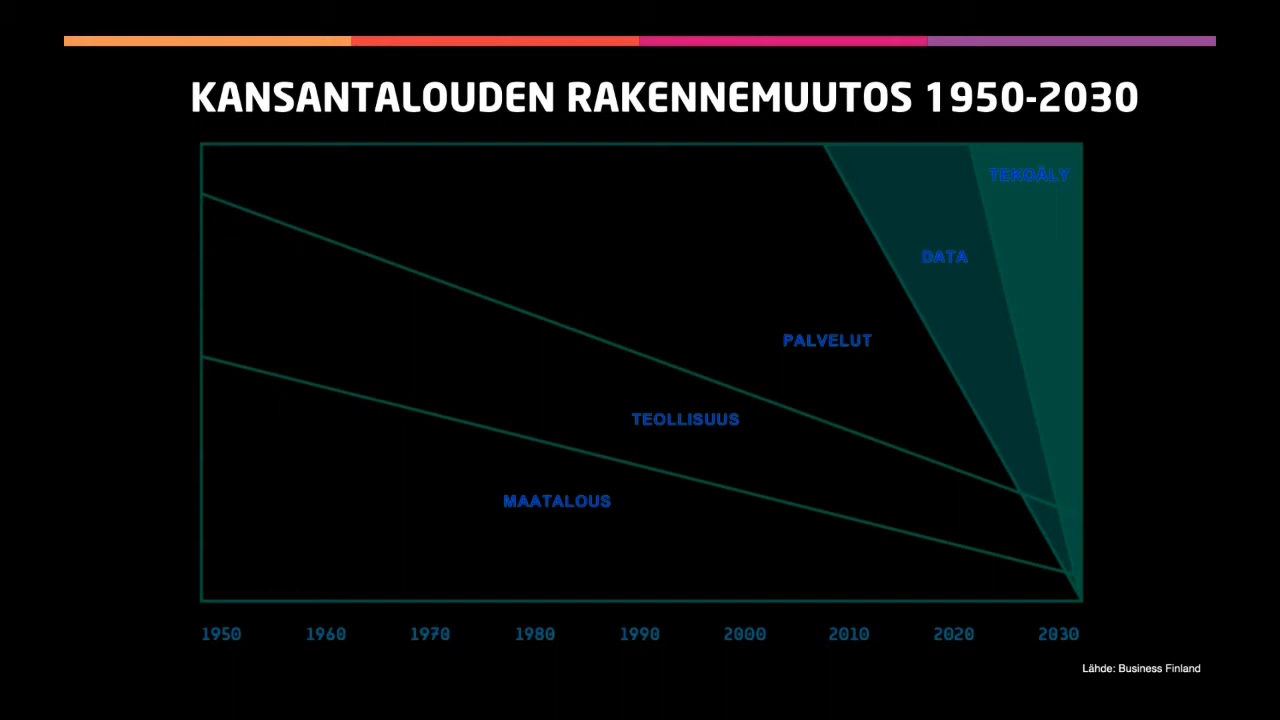 KANSANTALOUDEN RAKENNEMUUTOS 1950-2030
TEKOÄLY
DATA
PALVELUT
TEOLLISUUS
MAATALOUS
1950 1960 1970 1980 1990 2000 2010 2020 2030
Lähde: Business Finland